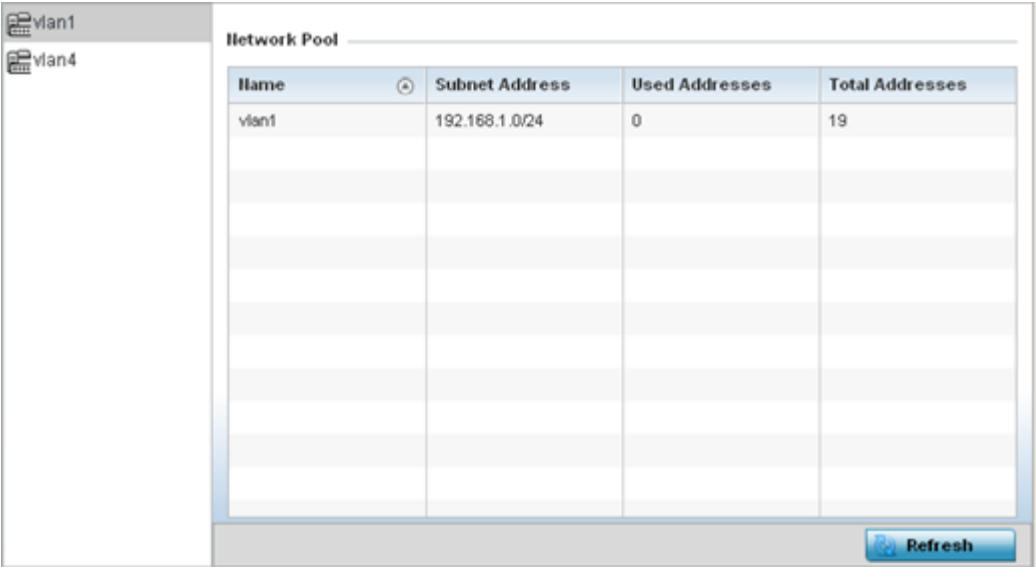 vlan1
vlan4
Network Pool
Name Subnet Address Used Addresses Total Addresses
vlan1 192.168.1.0/24 0 19
Refresh